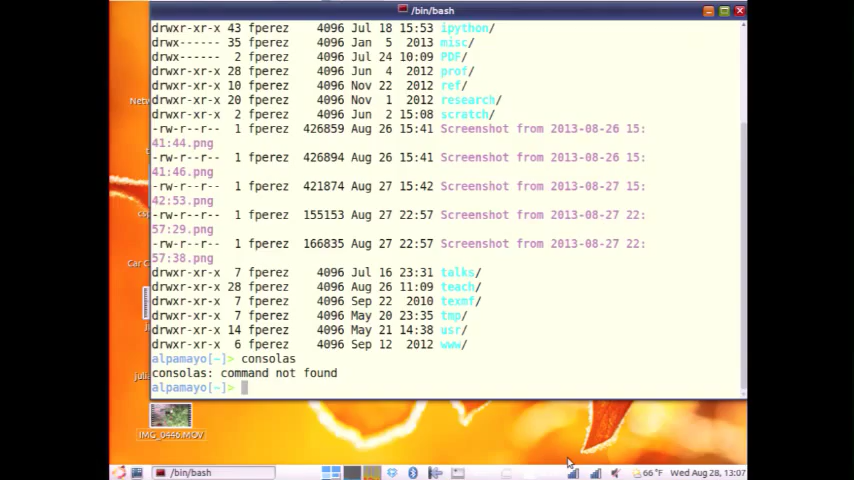 /bin/bash
drwxr-xr-x 43 fperez 4096 Jul 18 15:53 ipython/
drwx------ 35 fperez 4096 Jan 5 2013 misc/
drwx------ 2 fperez 4096 Jul 24 10:09 PDF/
drwxr-xr-x 28 fperez 4096 Jun 4 2012 prof/
drwxr-xr-x 10 fperez 4096 Nov 22 2012 ref/
drwxr-xr-x 20 fperez 4096 Nov 1 2012 research/
drwxr-xr-x 2 fperez 4096 Jun 2 15:08 scratch/
-rw-r--r-- 1 fperez 426859 Aug 26 15:41 Screenshot from 2013-08-26 15:
41:44.png
-rw-r--r-- 1 fperez 426894 Aug 26 15:41 Screenshot from 2013-08-26 15:
41:46.png
-rw-r--r-- 1 fperez 421874 Aug 27 15:42 Screenshot from 2013-08-27 15:
42:53.png
-rw-r--r-- 1 fperez 155153 Aug 27 22:57 Screenshot from 2013-08-27 22:
57:29.png
-rw-r--r-- 1 fperez 166835 Aug 27 22:57 Screenshot from 2013-08-27 22:
57:38.png
drwxr-xr-x 7 fperez 4096 Jul 16 23:31 talks/
drwxr-xr-x 28 fperez 4096 Aug 26 11:09 teach/
drwxr-xr-x 7 fperez 4096 Sep 22 2010 texmf/
drwxr-xr-x 7 fperez 4096 May 20 23:35 tmp/
drwxr-xr-x 14 fperez 4096 May 21 14:38 usr/
drwxr-xr-x 6 fperez 4096 Sep 12 2012 www/
alpamayo[~]> consolas
consolas: command not found
alpamayo[~]>
Netw
Car C
julia
IMG_0446.MOV
/bin/bash
66 °F Wed Aug 28, 13:07